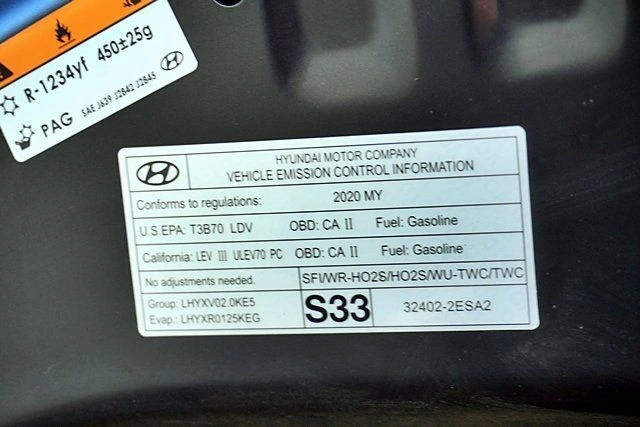 R-1234yf 450±25g
PAG SAE J639 J2842 J2845
HYUNDAI MOTOR COMPANY
VEHICLE EMISSION CONTROL INFORMATION
Conforms to regulations: 2020 MY
U.S.EPA: T3B70 LDV OBD: CA II Fuel: Gasoline
California: LEV III ULEV70 PC OBD: CA II Fuel: Gasoline
No adjustments needed. SFI/WR-HO2S/HO2S/WU-TWC/TWC
Group: LHYXV02.0KE5
Evap.: LHYXR0125KEG
S33
32402-2ESA2